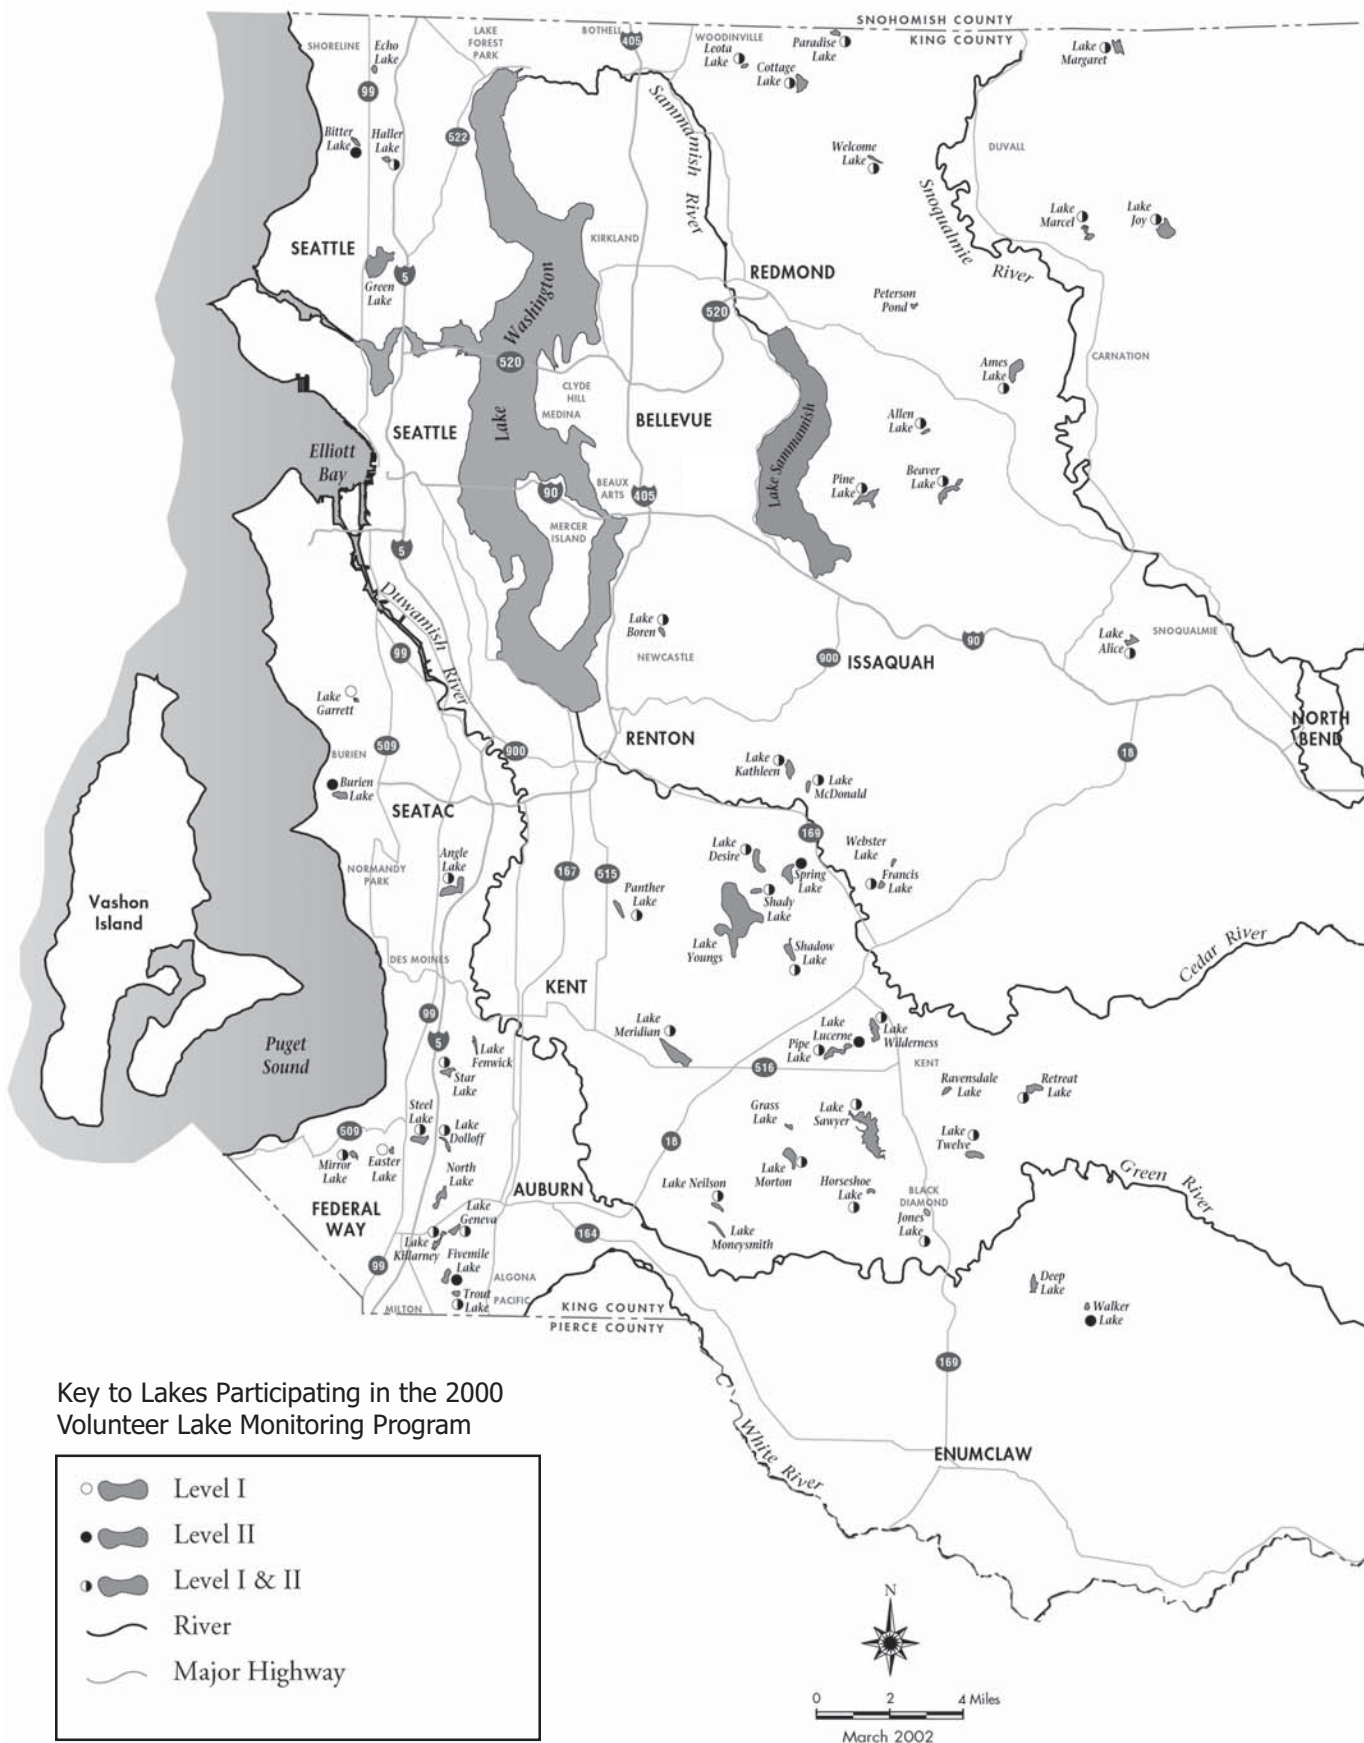 SNOHOMISH COUNTY
KING COUNTY
SHORELINE
Echo
Lake
LAKE
FOREST
PARK
BOTHELL
405
WOODINVILLE
Leota
Lake
Cottage
Lake
Paradise
Lake
Lake
Margaret
99
522
Bitter
Lake
Haller
Lake
Sammamish
River
Welcome
Lake
DUVALL
Snoqualmie
River
Lake
Marcel
Lake
Joy
SEATTLE
Green
Lake
5
KIRKLAND
REDMOND
Peterson
Pond
520
Lake
Washington
520
CLYDE
HILL
MEDINA
BELLEVUE
Lake Sammamish
Ames
Lake
CARNATION
Allen
Lake
Pine
Lake
Beaver
Lake
SEATTLE
Elliott
Bay
90
BEAUX
ARTS
405
MERCER
ISLAND
5
Duwamish
River
99
Lake
Boren
NEWCASTLE
900
ISSAQUAH
90
Lake
Alice
SNOQUALMIE
Lake
Garrett
BURIEN
509
900
RENTON
NORTH
BEND
18
Lake
Kathleen
Lake
McDonald
Burien
Lake
SEATAC
169
Lake
Desire
Spring
Lake
Webster
Lake
Francis
Lake
Angle
Lake
NORMANDY
PARK
167
515
Panther
Lake
Shady
Lake
Vashon
Island
Lake
Youngs
Shadow
Lake
Cedar River
DES MOINES
KENT
99
Lake
Meridian
Lake
Lucerne
Pipe
Lake
Lake
Wilderness
5
Lake
Fenwick
Puget
Sound
Star
Lake
516
KENT
Ravensdale
Lake
Retreat
Lake
Steel
Lake
Lake
Dolloff
Grass
Lake
Lake
Sawyer
509
Mirror
Lake
Easter
Lake
18
Lake
Twelve
North
Lake
AUBURN
Lake Neilson
Lake
Morton
Horseshoe
Lake
Green
River
FEDERAL
WAY
Lake
Geneva
BLACK
DIAMOND
Jones
Lake
Lake
Killarney
164
Lake
Moneysmith
99
Fivemile
Lake
ALGONA
Trout
Lake
PACIFIC
MILTON
KING COUNTY
PIERCE COUNTY
Deep
Lake
Walker
Lake
169
White River
ENUMCLAW
Key to Lakes Participating in the 2000
Volunteer Lake Monitoring Program
Level I
Level II
Level I & II
River
Major Highway
N
0 2 4 Miles
March 2002